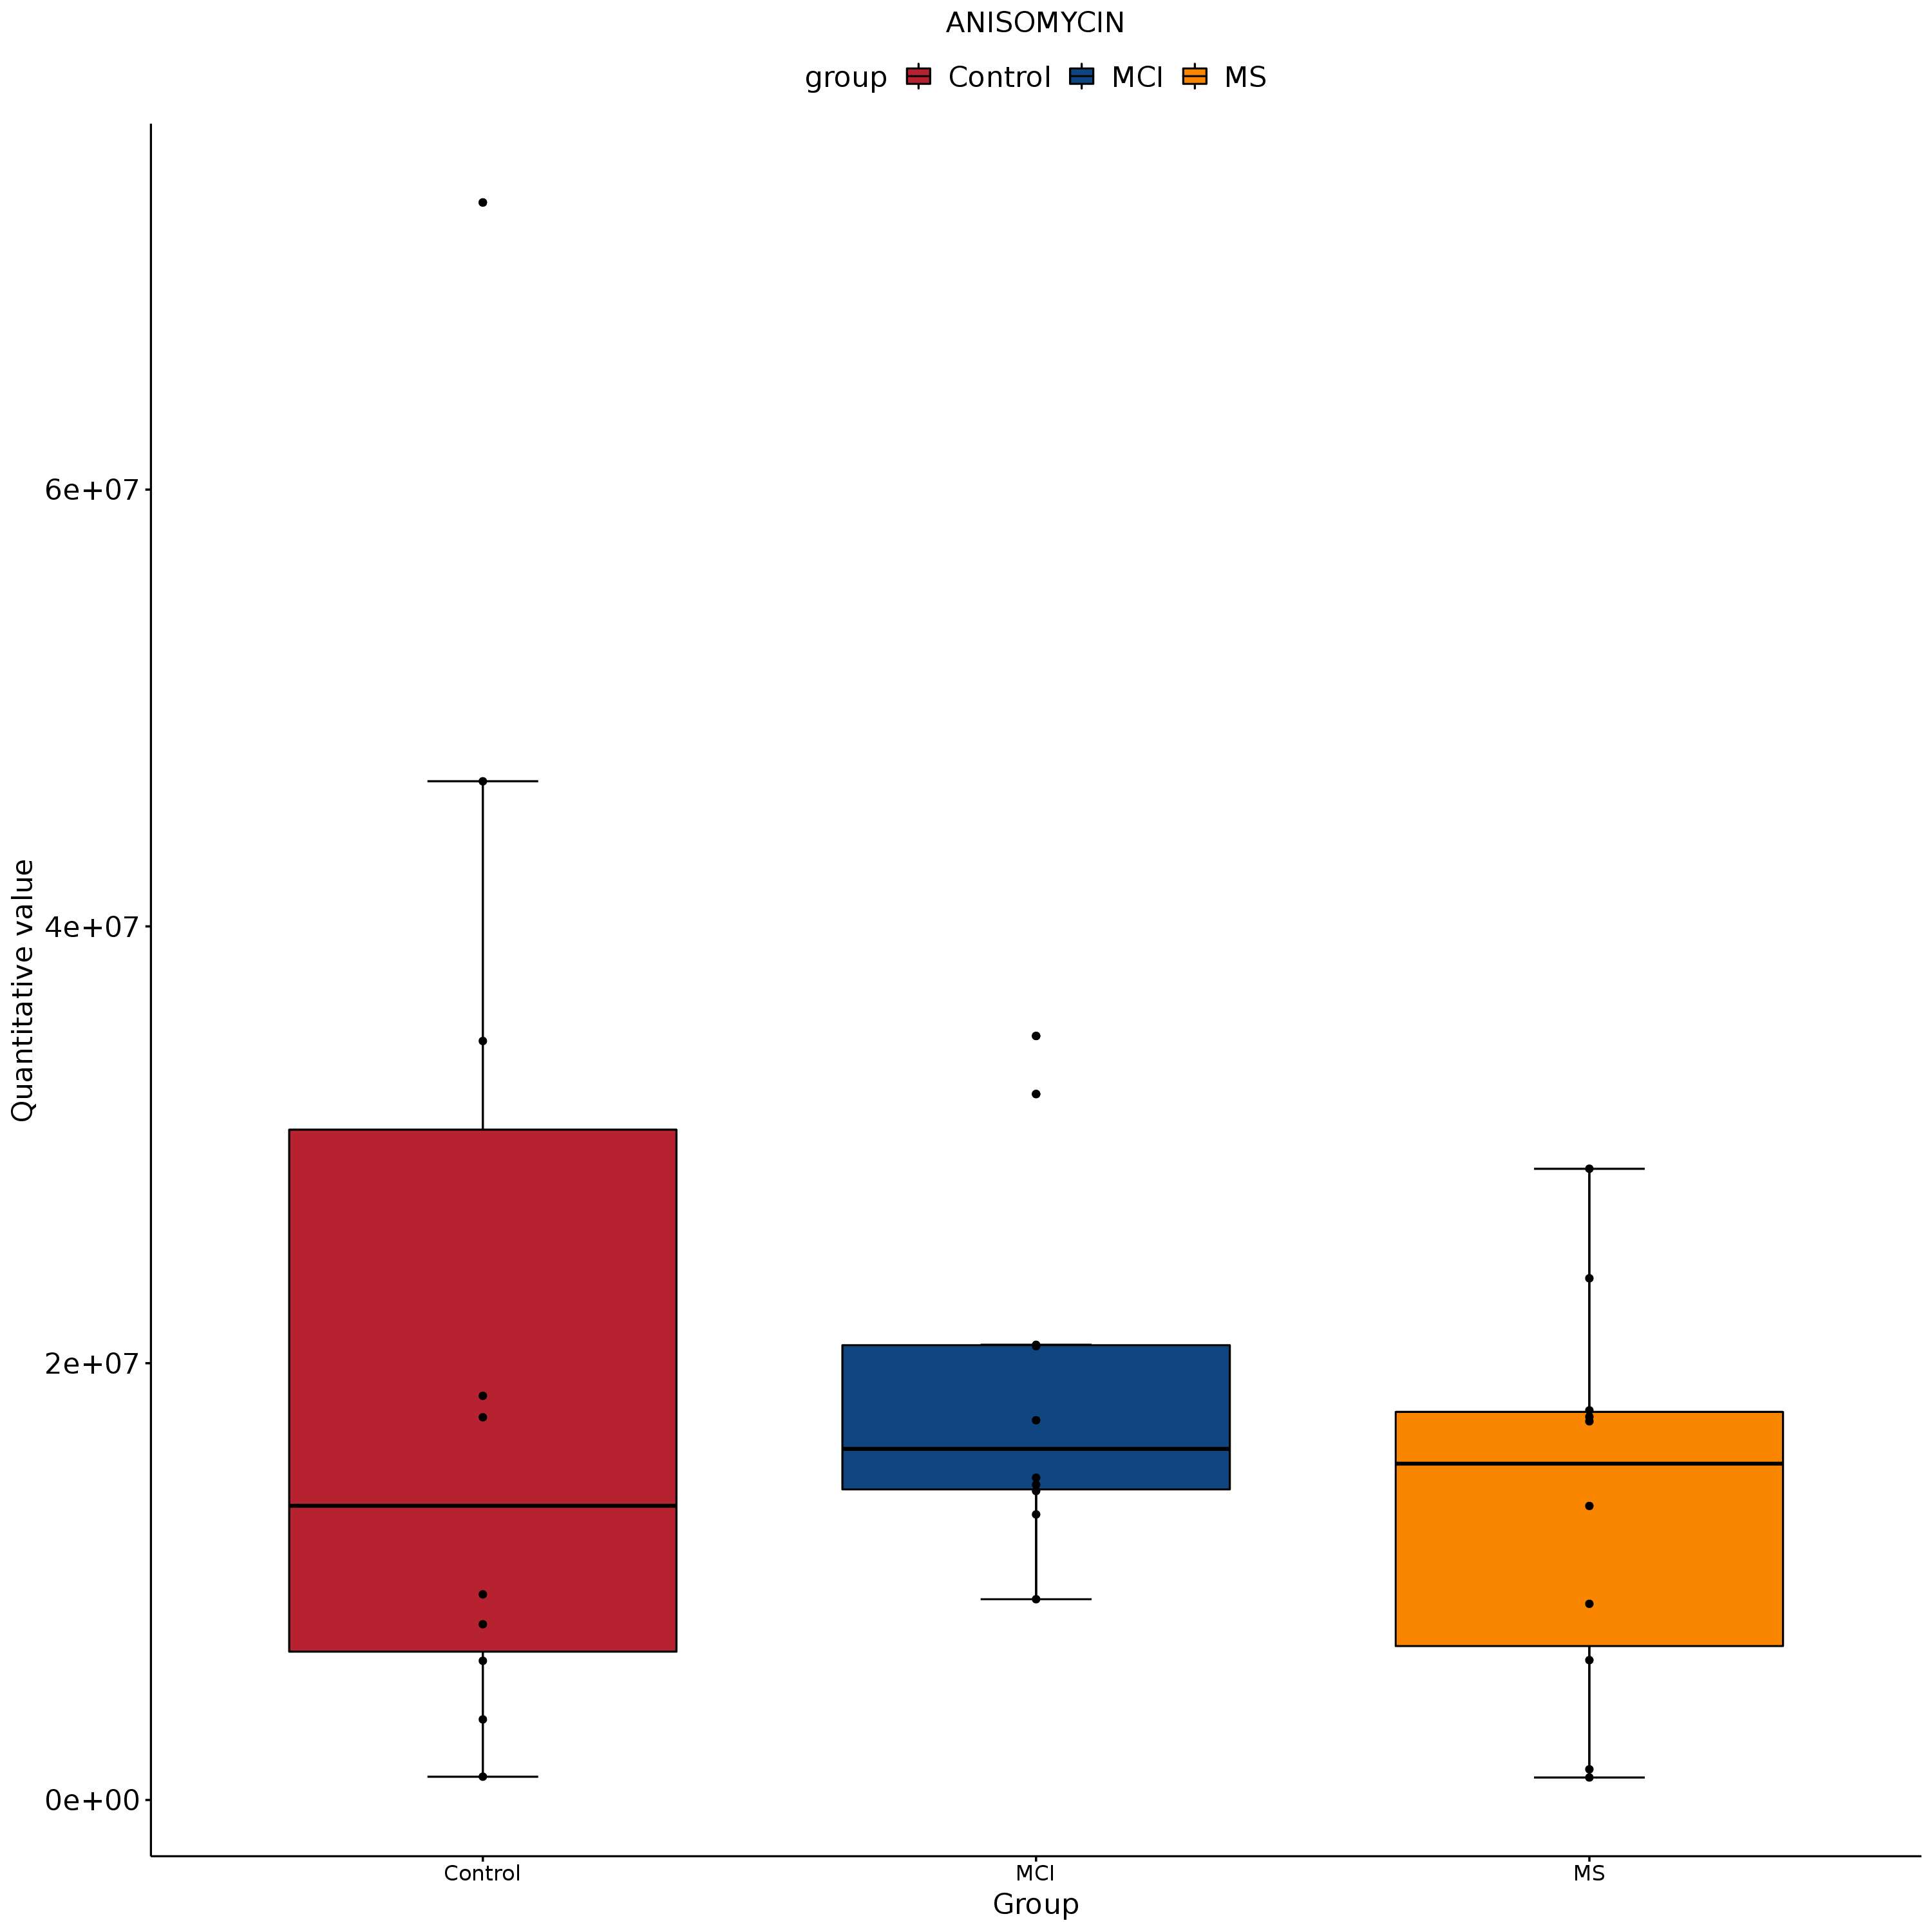 ANISOMYCIN
group Control MCI MS
Quantitative value
6e+07
4e+07
2e+07
0e+00
Control MCI MS
Group